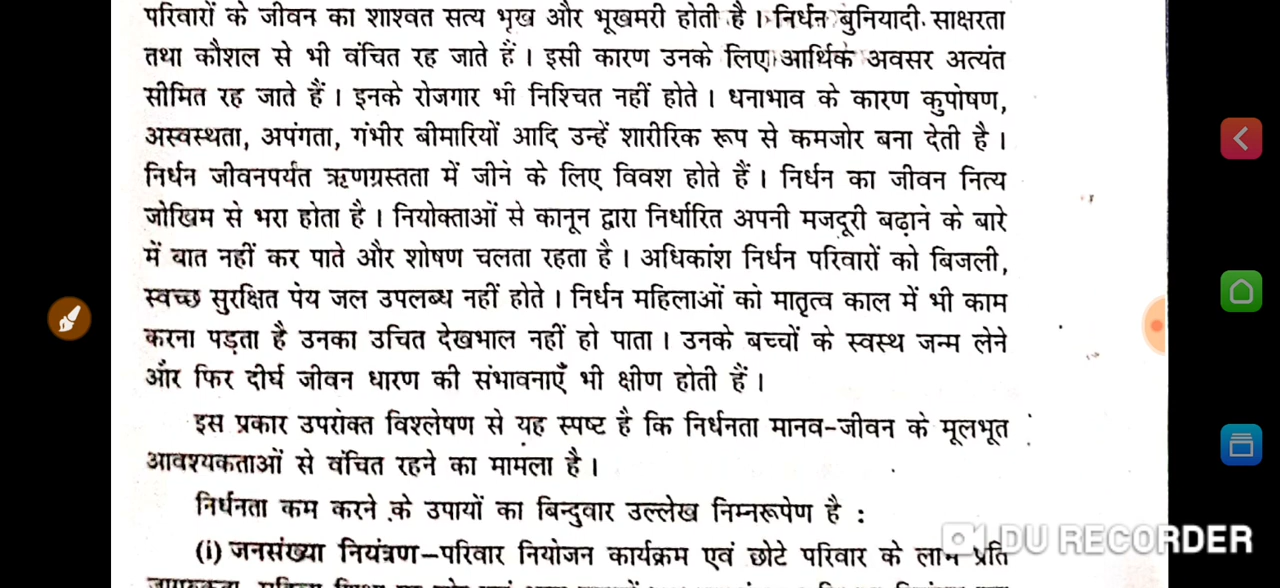 परिवारों के जीवन का शाश्वत सत्य भूख और भूखमरी होती है । निर्धन बुनियादी साक्षरता
तथा कौशल से भी वंचित रह जाते हैं । इसी कारण उनके लिए आर्थिक अवसर अत्यंत
सीमित रह जाते हैं । इनके रोजगार भी निश्चित नहीं होते । धनाभाव के कारण कुपोषण,
अस्वस्थता, अपंगता, गंभीर बीमारियों आदि उन्हें शारीरिक रूप से कमजोर बना देती है ।
निर्धन जीवनपर्यंत ऋणग्रस्तता में जीने के लिए विवश होते हैं । निर्धन का जीवन नित्य
जोखिम से भरा होता है । नियोक्ताओं से कानून द्वारा निर्धारित अपनी मजदूरी बढ़ाने के बारे
में बात नहीं कर पाते और शोषण चलता रहता है । अधिकांश निर्धन परिवारों को बिजली,
स्वच्छ सुरक्षित पेय जल उपलब्ध नहीं होते । निर्धन महिलाओं को मातृत्व काल में भी काम
करना पड़ता है उनका उचित देखभाल नहीं हो पाता । उनके बच्चों के स्वस्थ जन्म लेने
और फिर दीर्घ जीवन धारण की संभावनाएँ भी क्षीण होती हैं ।
इस प्रकार उपरोक्त विश्लेषण से यह स्पष्ट है कि निर्धनता मानव-जीवन के मूलभूत
आवश्यकताओं से वंचित रहने का मामला है ।
निर्धनता कम करने के उपायों का बिन्दुवार उल्लेख निम्नरूपेण है :
(i) जनसंख्या नियंत्रण–परिवार नियोजन कार्यक्रम एवं छोटे परिवार के लाभ प्रति
DU RECORDER